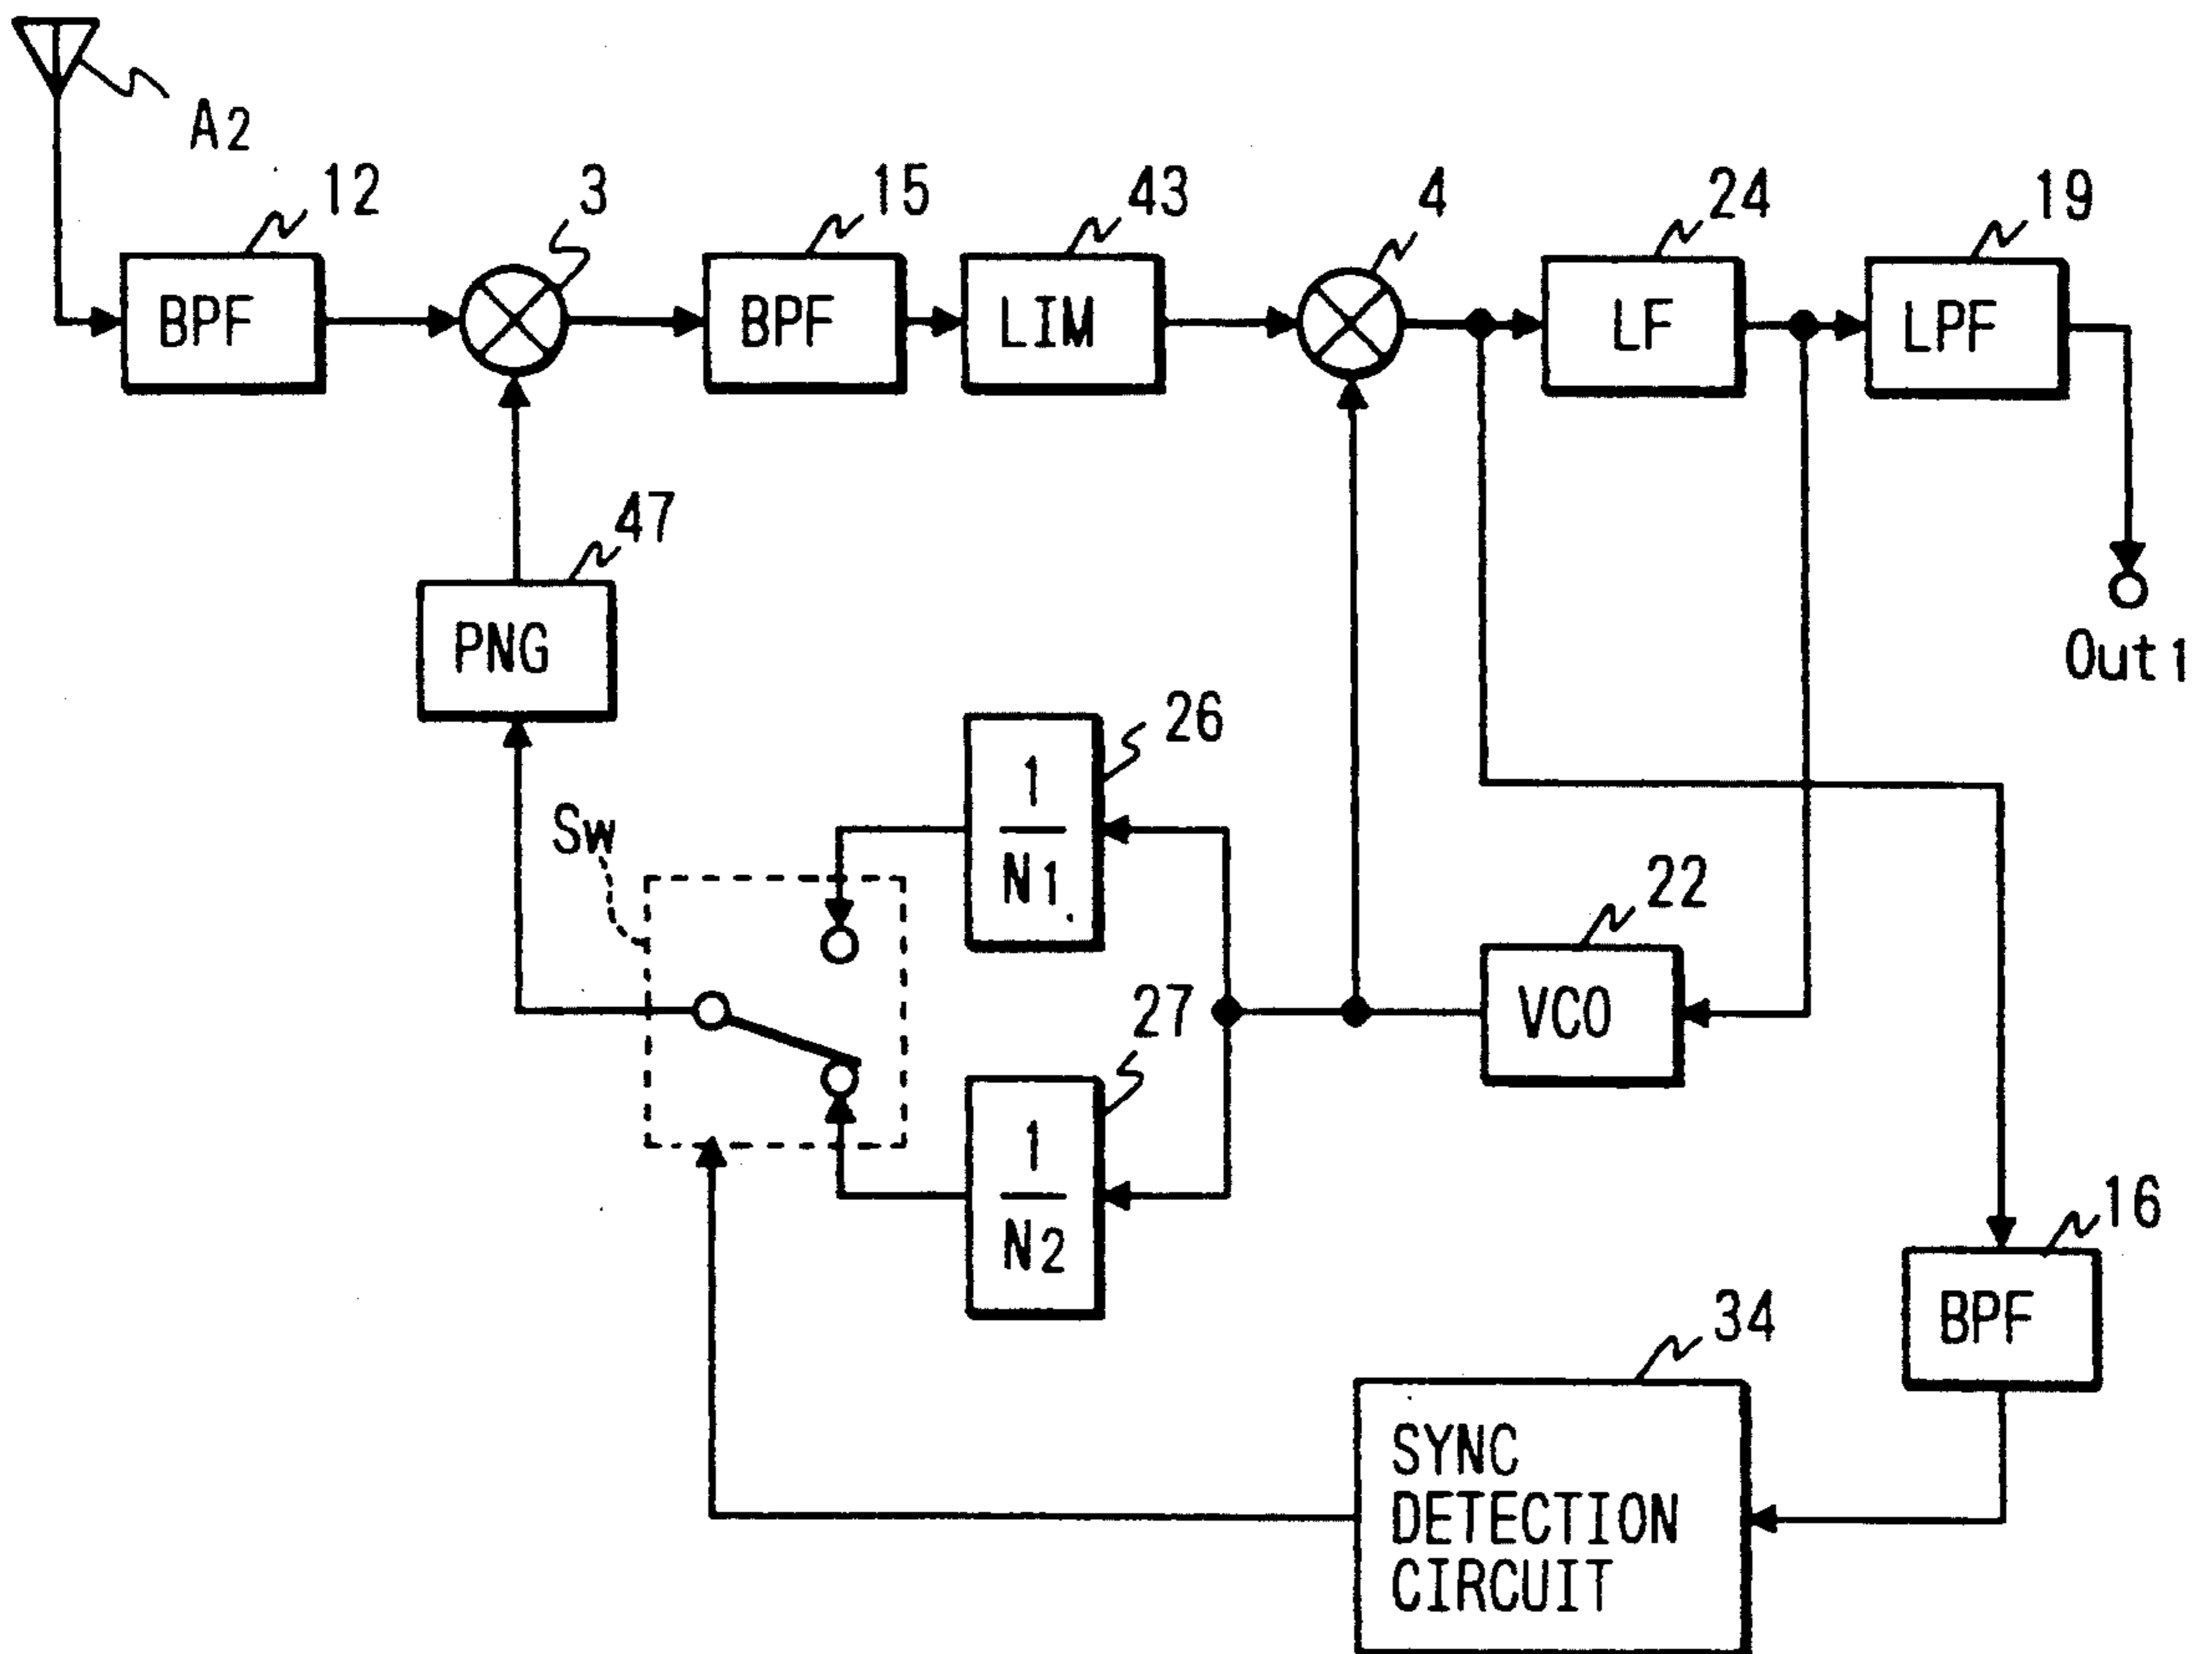 A2
12
3
15
43
4
24
19
BPF
BPF
LIM
LF
LPF
47
PNG
Out1
26
1
N1
Sw
22
VCO
27
1
N2
16
BPF
34
SYNC
DETECTION
CIRCUIT